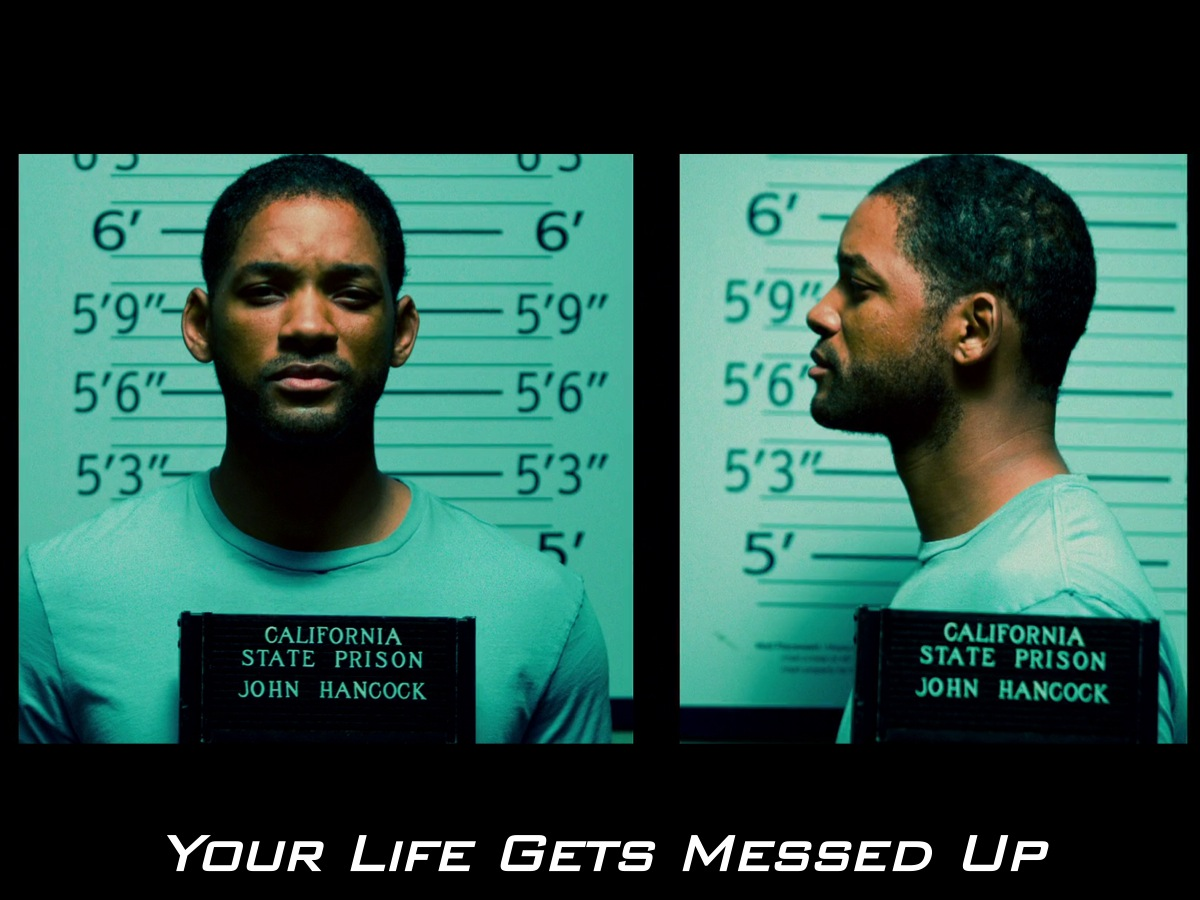 6'3"
6'3"
6'
6'
5'9"
5'9"
5'6"
5'6"
5'3"
5'3"
5'
CALIFORNIA
STATE PRISON
JOHN HANCOCK
6'
5'9"
5'6"
5'3"
5'
CALIFORNIA
STATE PRISON
JOHN HANCOCK
YOUR LIFE GETS MESSED UP